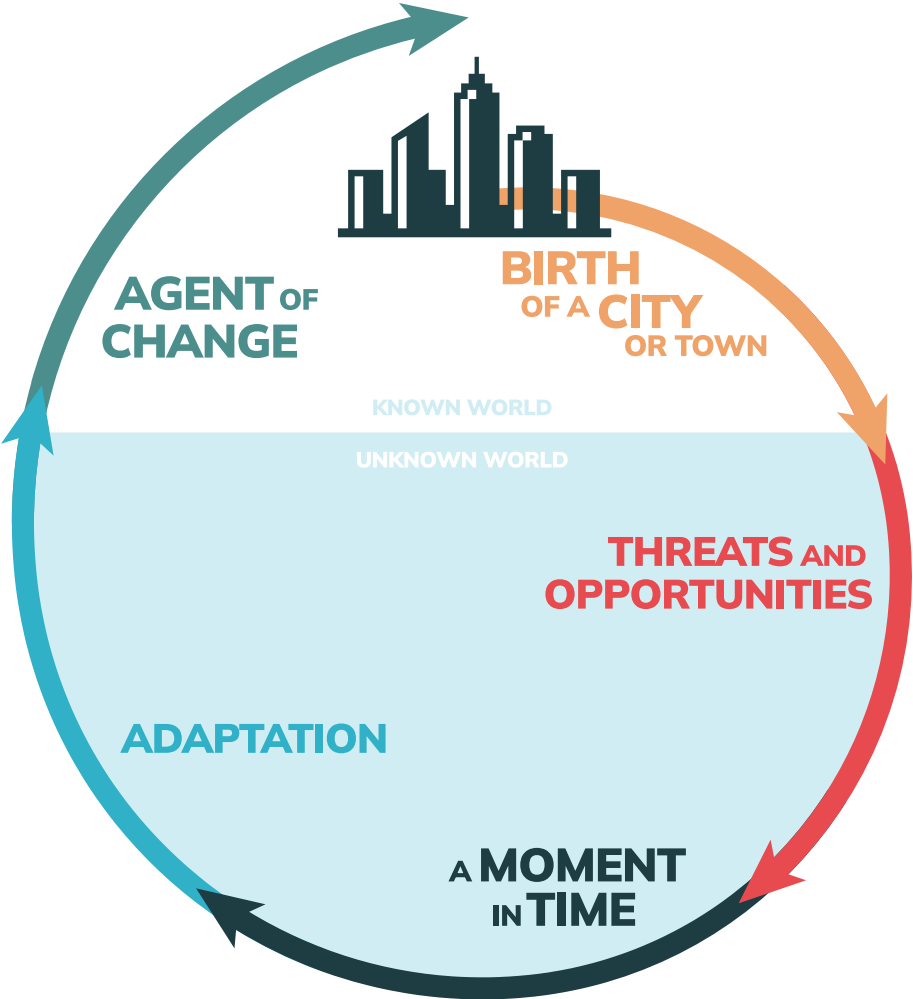 BIRTH
OF A CITY
OR TOWN
KNOWN WORLD
UNKNOWN WORLD
THREATS AND
OPPORTUNITIES
A MOMENT
IN TIME
ADAPTATION
AGENT OF
CHANGE